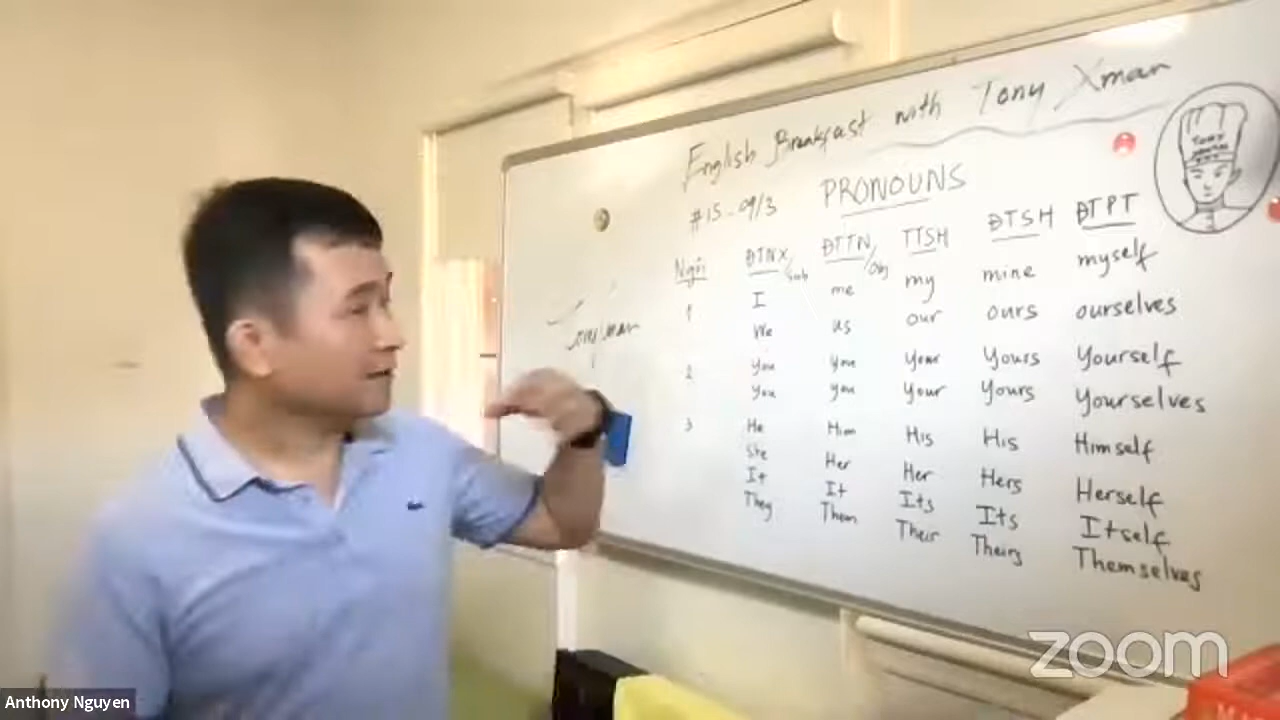 English Breakfast with Tony Xman
#15 - 09/3 PRONOUNS
Ngôi ĐTNX/Sub ĐTTN/Obj TTSH ĐTSH ĐTPT
1 I me my mine myself
We us our ours ourselves
2 You you your Yours Yourself
You you Your Yours Yourselves
3 He Him His His Himself
She Her Her Hers Herself
It It Its Its Itself
They Them Their Theirs Themselves
TONY
zoom
Anthony Nguyen